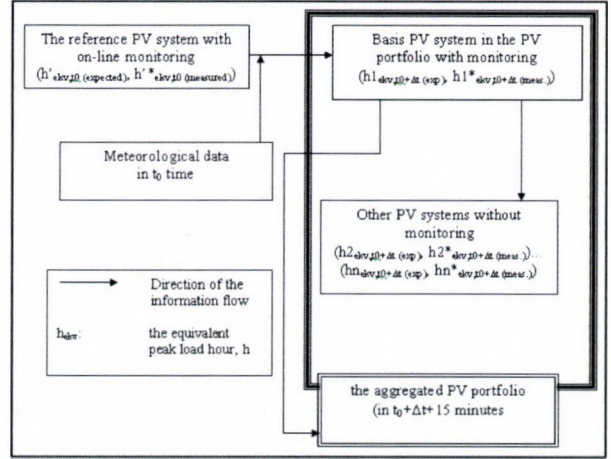 The reference PV system with
on-line monitoring
(h'ekv,t0 (expected), h'*ekv,t0 (measured))
Basis PV system in the PV
portfolio with monitoring
(h1ekv,t0+Δt (exp), h1*ekv,t0+Δt (meas.))
Meteorological data
in t0 time
Other PV systems without
monitoring
(h2ekv,t0+Δt (exp), h2*ekv,t0+Δt (meas.))...
(hnekv,t0+Δt (exp), hn*ekv,t0+Δt (meas.))
Direction of the
information flow
hekv: the equivalent
peak load hour, h
the aggregated PV portfolio
(in t0+Δt+15 minutes